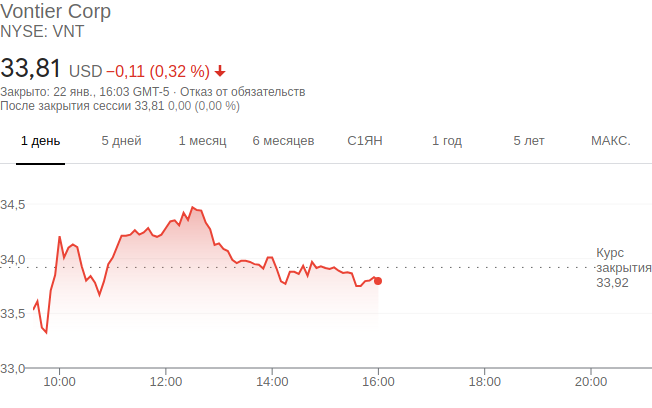 Vontier Corp
NYSE: VNT
33,81 USD −0,11 (0,32 %)
Закрыто: 22 янв., 16:03 GMT-5 · Отказ от обязательств
После закрытия сессии 33,81 0,00 (0,00 %)
1 день 5 дней 1 месяц 6 месяцев С1ЯН 1 год 5 лет МАКС.
34,5
34,0
33,5
33,0
Курс
закрытия
33,92
10:00 12:00 14:00 16:00 18:00 20:00